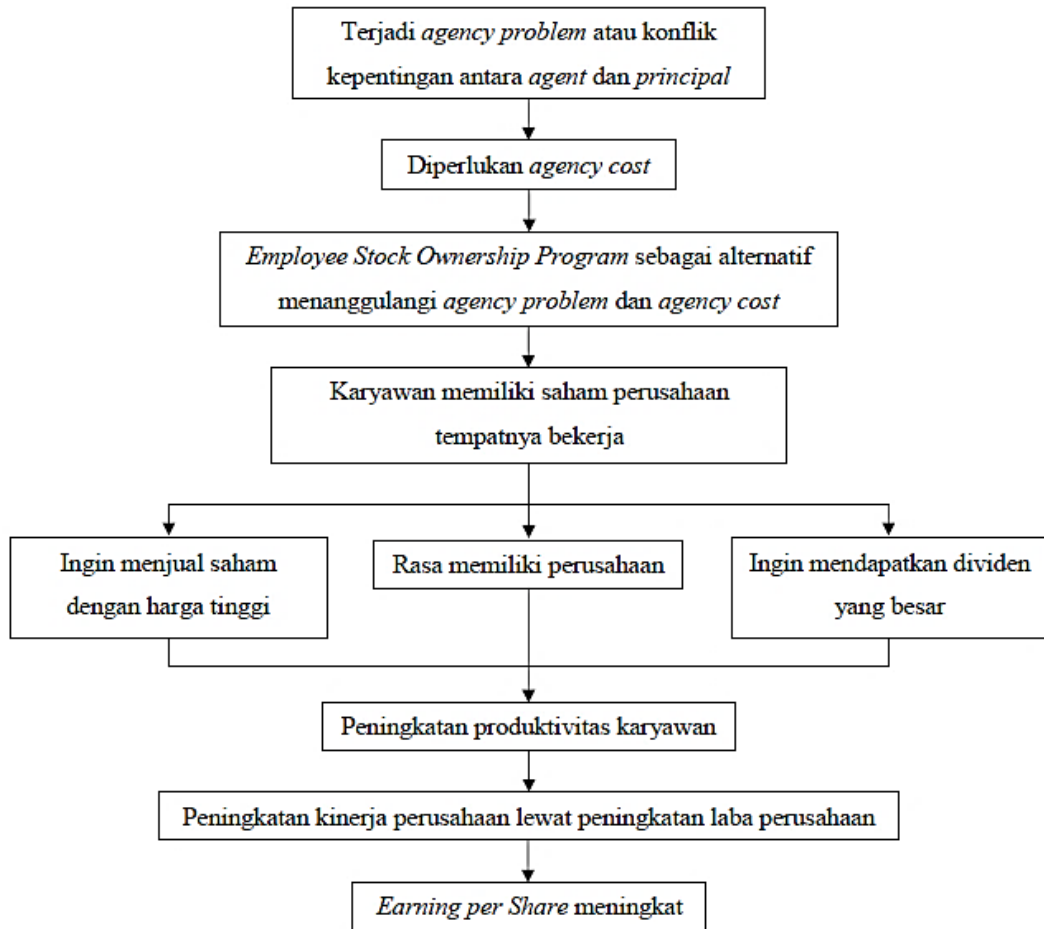 Terjadi agency problem atau konflik
kepentingan antara agent dan principal
Diperlukan agency cost
Employee Stock Ownership Program sebagai alternatif
menanggulangi agency problem dan agency cost
Karyawan memiliki saham perusahaan
tempatnya bekerja
Ingin menjual saham
dengan harga tinggi
Rasa memiliki perusahaan
Ingin mendapatkan dividen
yang besar
Peningkatan produktivitas karyawan
Peningkatan kinerja perusahaan lewat peningkatan laba perusahaan
Earning per Share meningkat